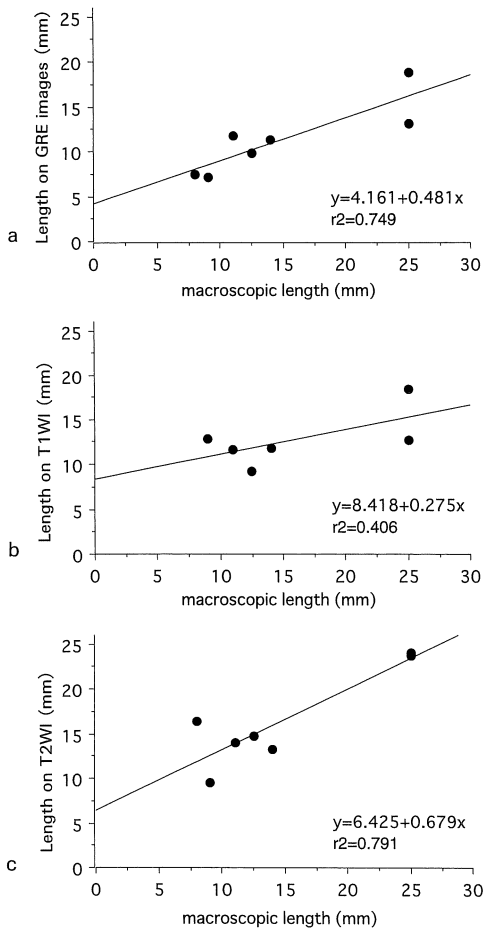 Length on GRE images (mm)
25
20
15
10
5
0
y=4.161+0.481x
r2=0.749
a
0 5 10 15 20 25 30
macroscopic length (mm)
Length on T1WI (mm)
25
20
15
10
5
0
y=8.418+0.275x
r2=0.406
b
0 5 10 15 20 25 30
macroscopic length (mm)
Length on T2WI (mm)
25
20
15
10
5
0
y=6.425+0.679x
r2=0.791
c
0 5 10 15 20 25 30
macroscopic length (mm)